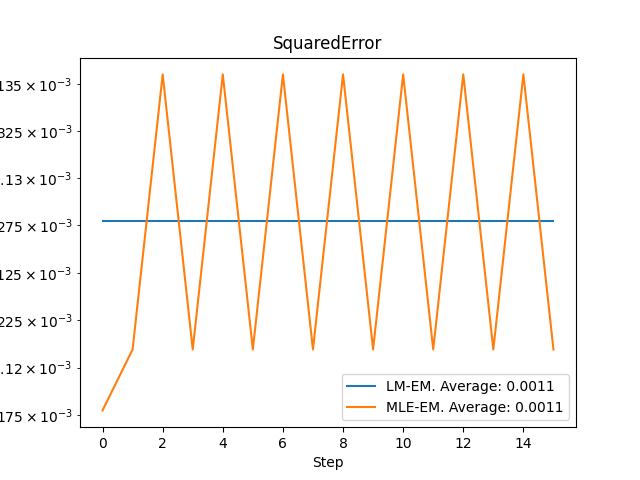 SquaredError
135 × 10⁻³
825 × 10⁻³
.13 × 10⁻³
275 × 10⁻³
125 × 10⁻³
225 × 10⁻³
.12 × 10⁻³
175 × 10⁻³
LM-EM. Average: 0.0011
MLE-EM. Average: 0.0011
0 2 4 6 8 10 12 14
Step